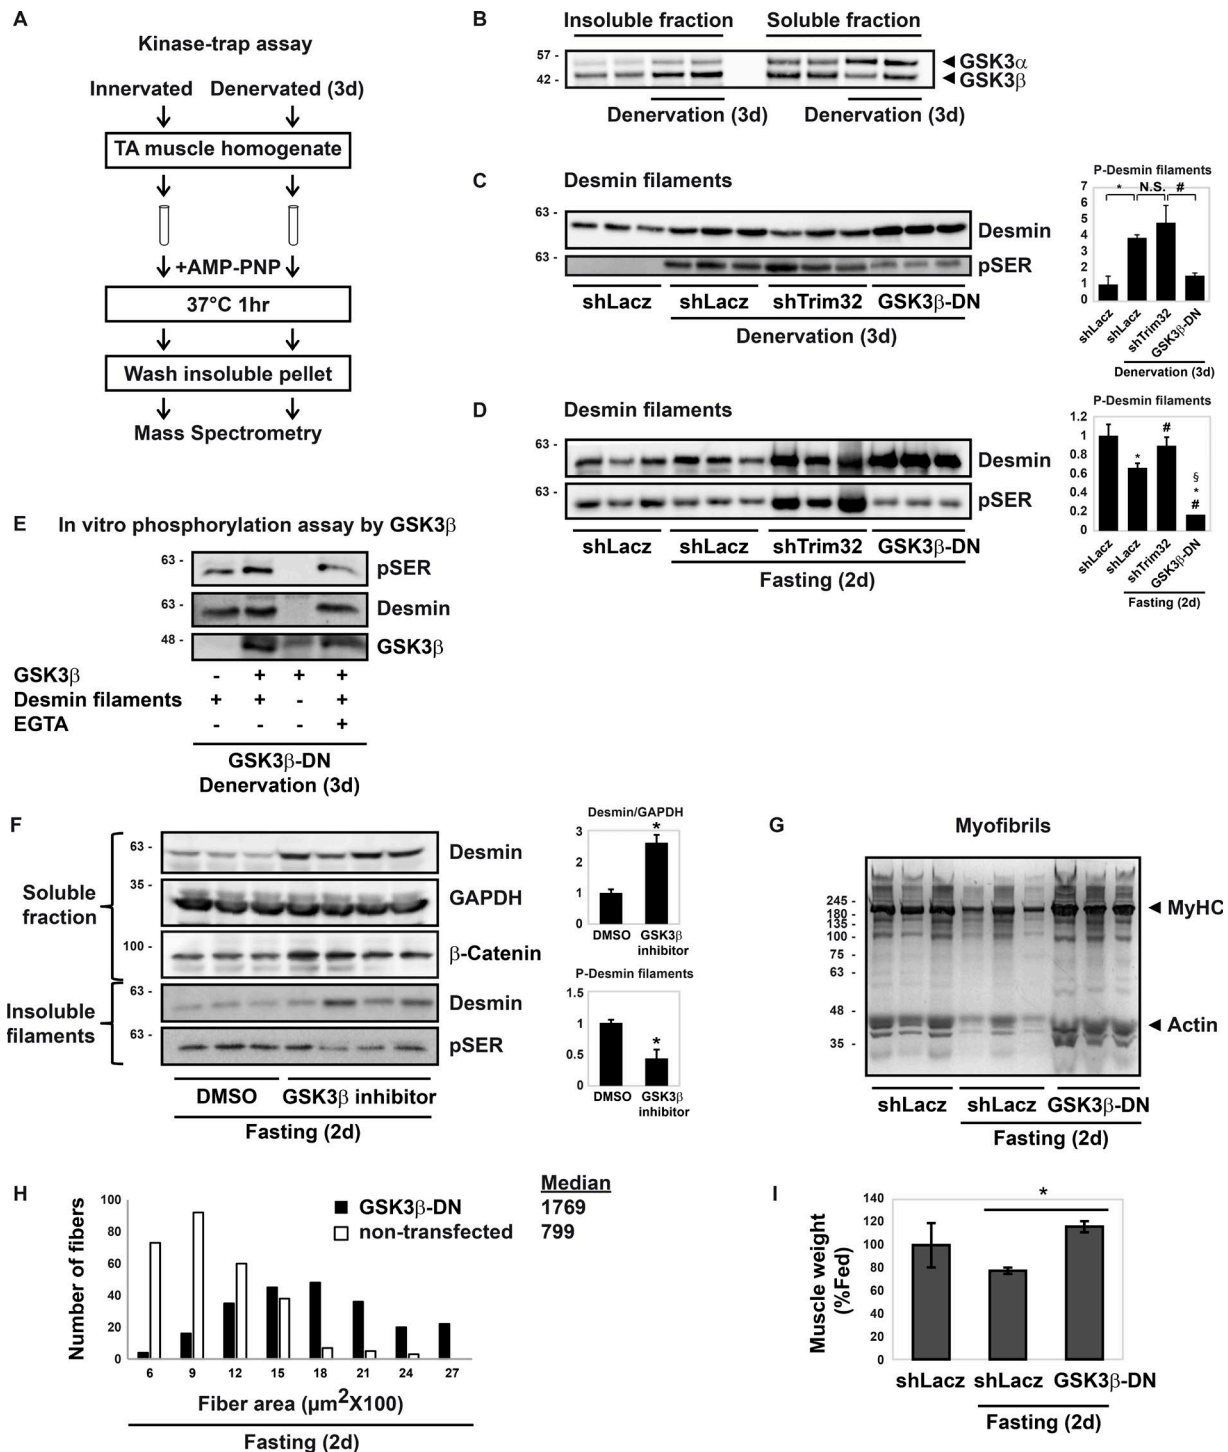 A
Kinase-trap assay
Innervated Denervated (3d)
TA muscle homogenate
+AMP-PNP
37°C 1hr
Wash insoluble pellet
Mass Spectrometry
B
Insoluble fraction Soluble fraction
57 -
42 -
GSK3α
GSK3β
Denervation (3d) Denervation (3d)
C
Desmin filaments
63 -
Desmin
63 -
pSER
shLacz shLacz shTrim32 GSK3β-DN
Denervation (3d)
P-Desmin filaments
7
6
5
4
3
2
1
0
* N.S. #
shLacz
shLacz
shTrim32
GSK3β-DN
Denervation (3d)
D
Desmin filaments
63 -
Desmin
63 -
pSER
shLacz shLacz shTrim32 GSK3β-DN
Fasting (2d)
P-Desmin filaments
1.2
1
0.8
0.6
0.4
0.2
0
*
#
§
*
#
shLacz
shLacz
shTrim32
GSK3β-DN
Fasting (2d)
E
In vitro phosphorylation assay by GSK3β
63 -
pSER
63 -
Desmin
48 -
GSK3β
GSK3β - + + +
Desmin filaments + + - +
EGTA - - - +
GSK3β-DN
Denervation (3d)
F
Soluble
fraction
63 -
Desmin
35 -
GAPDH
100 -
β-Catenin
Insoluble
filaments
63 -
Desmin
63 -
pSER
DMSO GSK3β inhibitor
Fasting (2d)
Desmin/GAPDH
3
2
1
0
*
DMSO GSK3β
inhibitor
P-Desmin filaments
1.5
1
0.5
0
*
DMSO GSK3β
inhibitor
G
Myofibrils
245 -
180 -
135 -
100 -
75 -
63 -
48 -
35 -
MyHC
Actin
shLacz shLacz GSK3β-DN
Fasting (2d)
H
Number of fibers
100
80
60
40
20
0
Median
GSK3β-DN 1769
non-transfected 799
6 9 12 15 18 21 24 27
Fiber area (µm2X100)
Fasting (2d)
I
Muscle weight
(%Fed)
140
120
100
80
60
40
20
0
*
shLacz shLacz GSK3β-DN
Fasting (2d)